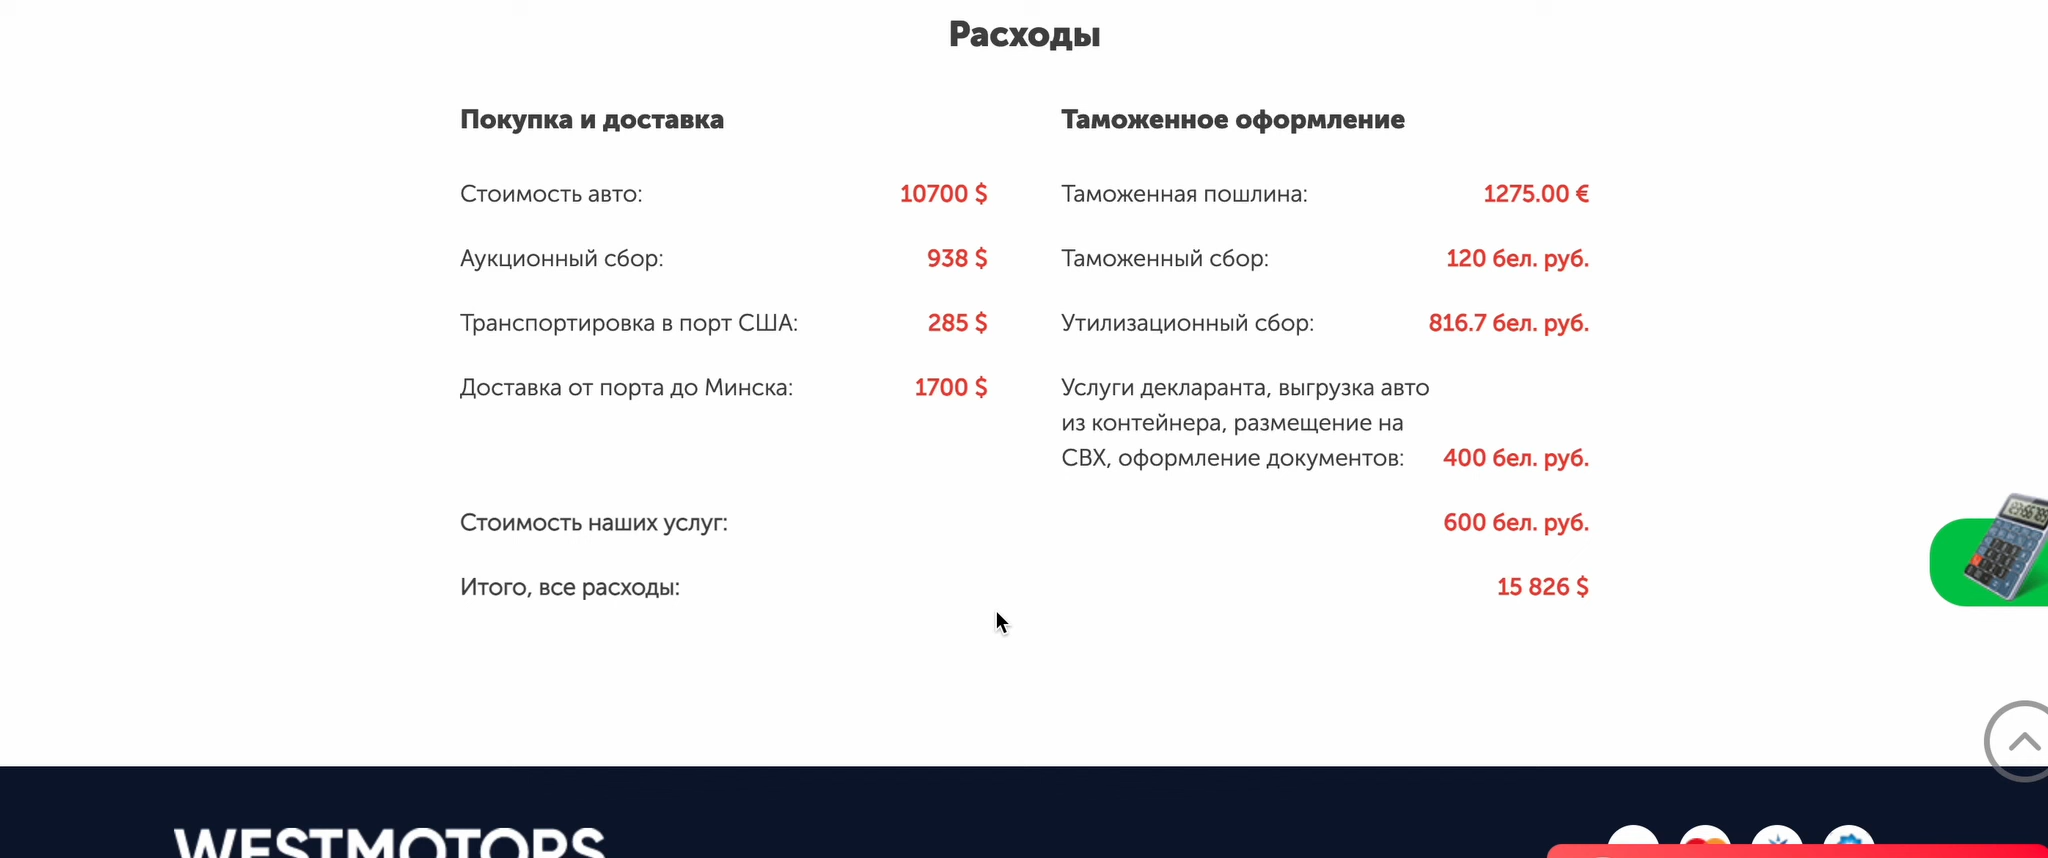 Расходы
Покупка и доставка
Стоимость авто: 10700 $
Аукционный сбор: 938 $
Транспортировка в порт США: 285 $
Доставка от порта до Минска: 1700 $
Таможенное оформление
Таможенная пошлина: 1275.00 €
Таможенный сбор: 120 бел. руб.
Утилизационный сбор: 816.7 бел. руб.
Услуги декларанта, выгрузка авто
из контейнера, размещение на
СВХ, оформление документов: 400 бел. руб.
Стоимость наших услуг: 600 бел. руб.
Итого, все расходы: 15 826 $
WESTMOTORS